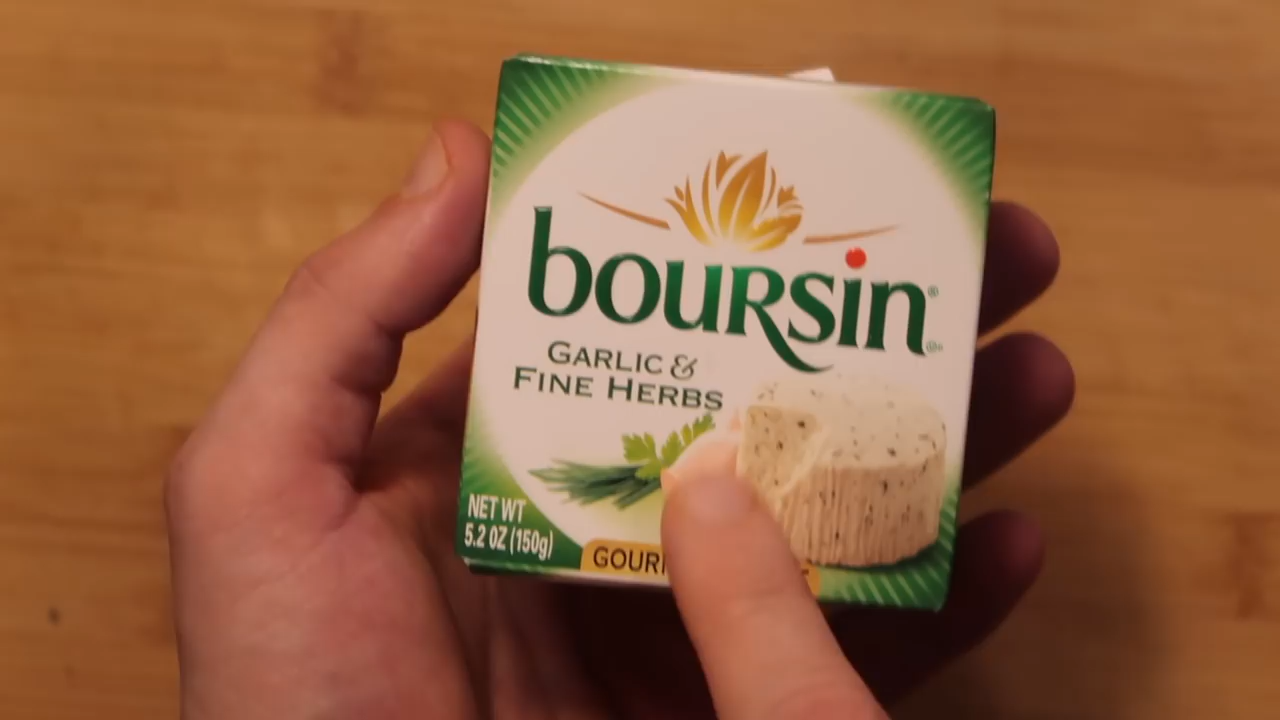 boursin®
GARLIC &
FINE HERBS
NET WT
5.2 OZ (150g)